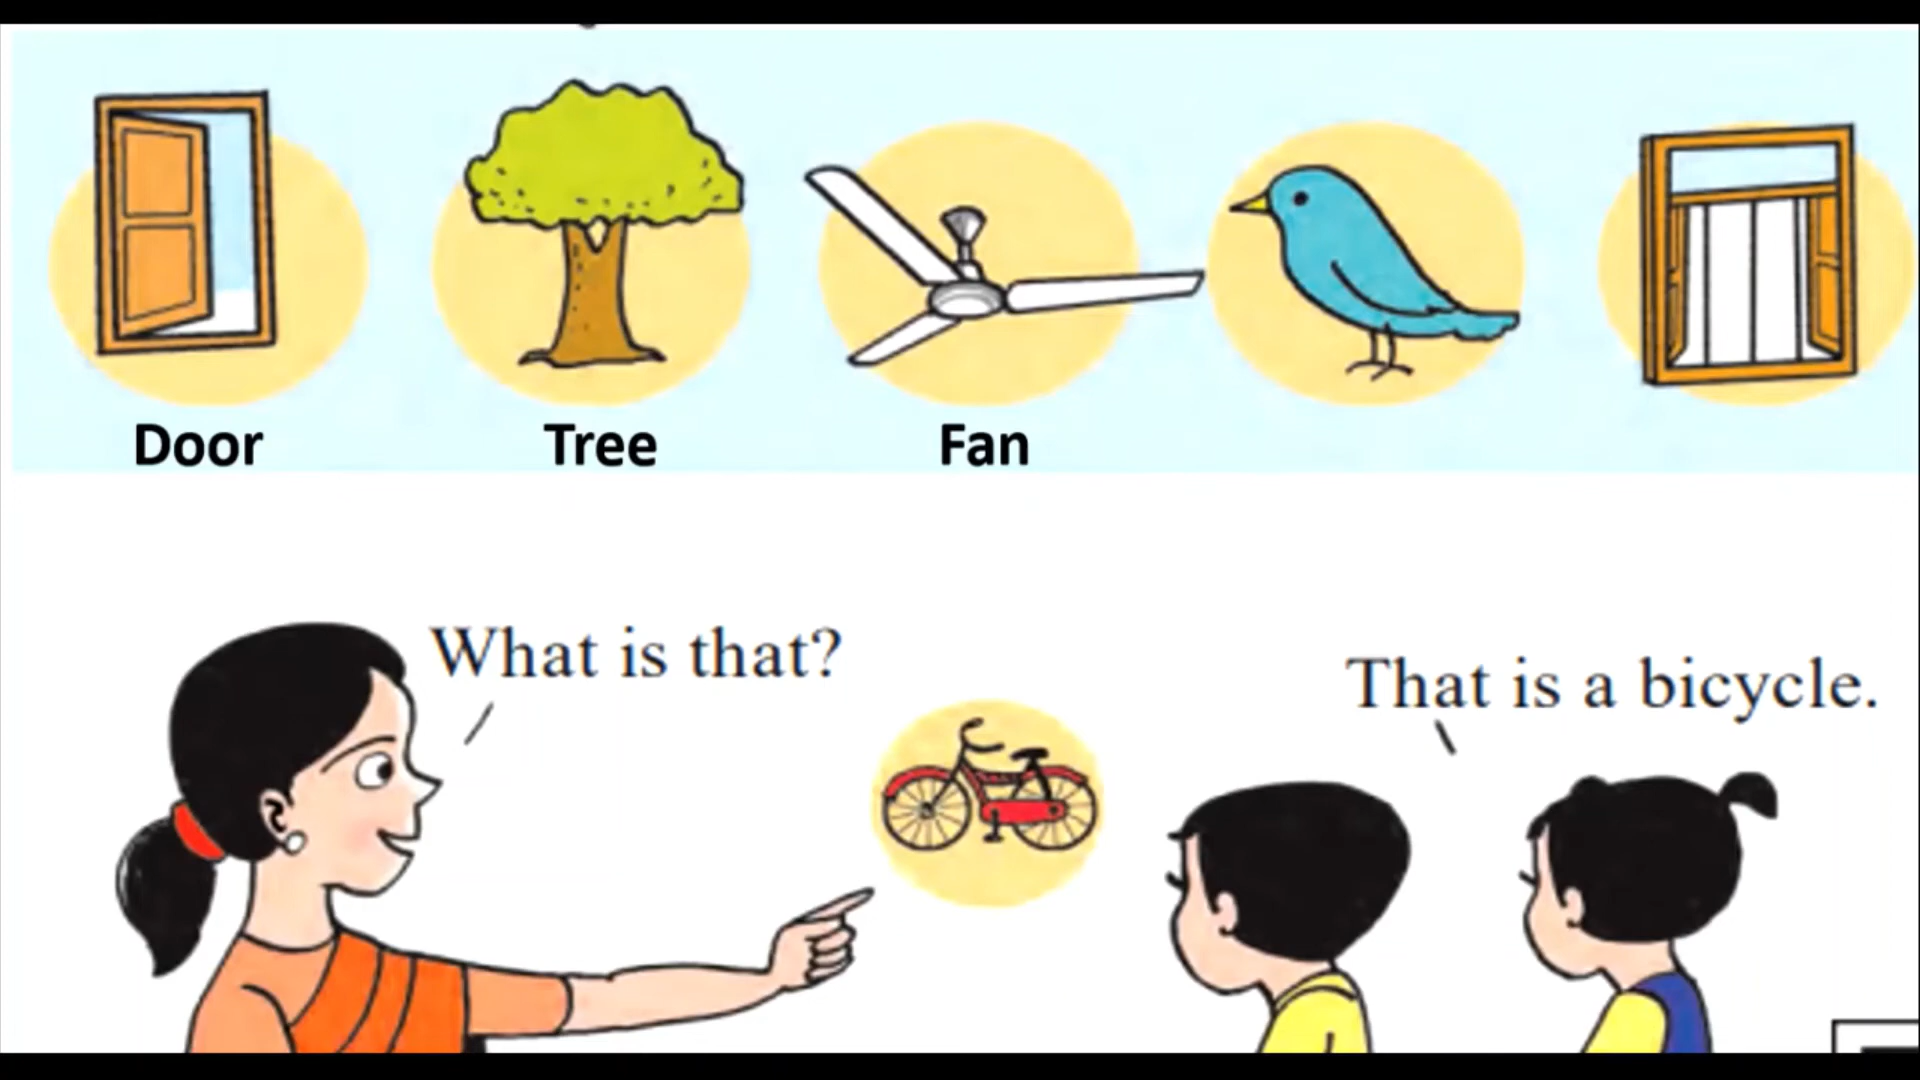 Door
Tree
Fan
What is that?
That is a bicycle.